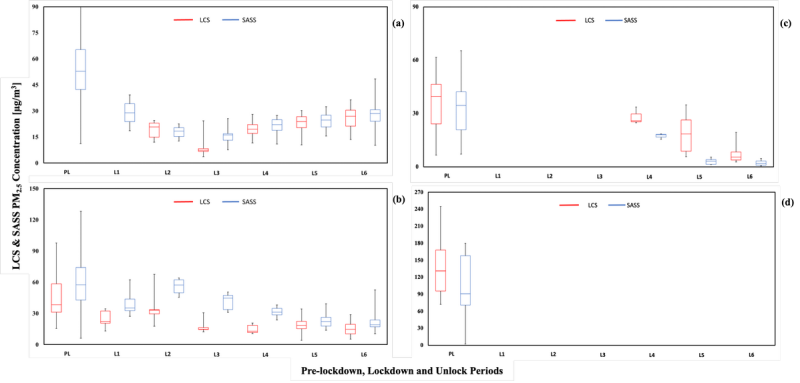 LCS & SASS PM2.5 Concentration [µg/m³]
90
LCS
SASS
(a)
75
60
45
30
15
0
PL
L1
L2
L3
L4
L5
L6
90
LCS
SASS
(c)
60
30
0
PL
L1
L2
L3
L4
L5
L6
150
LCS
SASS
(b)
120
90
60
30
0
PL
L1
L2
L3
L4
L5
L6
270
LCS
SASS
(d)
240
210
180
150
120
90
60
30
0
PL
L1
L2
L3
L4
L5
L6
Pre-lockdown, Lockdown and Unlock Periods